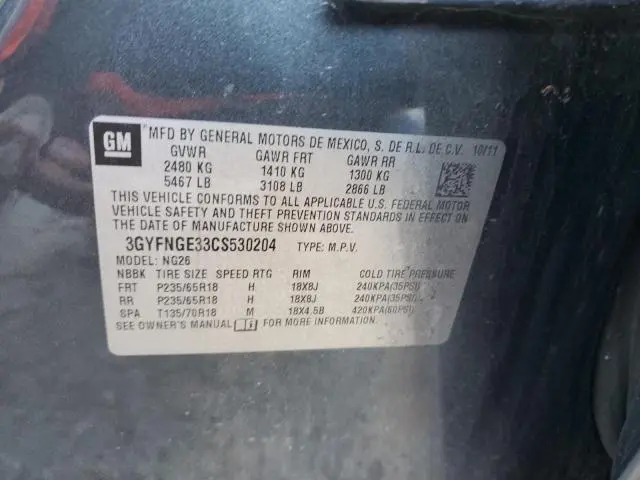 GM
*MFD BY GENERAL MOTORS DE MEXICO, S. DE R.L. DE C.V. 10/11
GVWR GAWR FRT GAWR RR
2480 KG 1410 KG 1300 KG
5467 LB 3108 LB 2866 LB
THIS VEHICLE CONFORMS TO ALL APPLICABLE U.S. FEDERAL MOTOR
VEHICLE SAFETY AND THEFT PREVENTION STANDARDS IN EFFECT ON
THE DATE OF MANUFACTURE SHOWN ABOVE.
3GYFNGE33CS530204 TYPE: M.P.V.
MODEL: NG26
NBBK TIRE SIZE SPEED RTG RIM COLD TIRE PRESSURE
FRT P235/65R18 H 18X8J 240KPA(35PSI)
RR P235/65R18 H 18X8J 240KPA(35PSI)
SPA T135/70R18 M 18X4.5B 420KPA(60PSI)
SEE OWNER'S MANUAL FOR MORE INFORMATION.